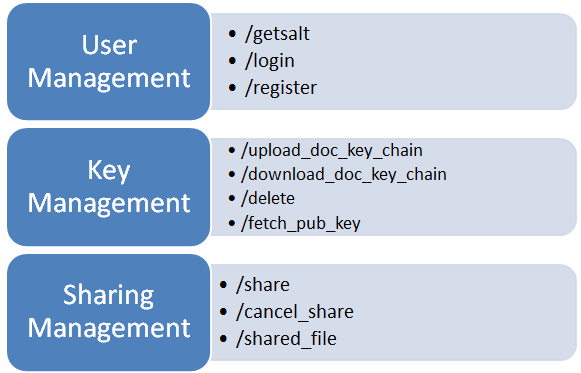 User
Management
• /getsalt
• /login
• /register
Key
Management
• /upload_doc_key_chain
• /download_doc_key_chain
• /delete
• /fetch_pub_key
Sharing
Management
• /share
• /cancel_share
• /shared_file